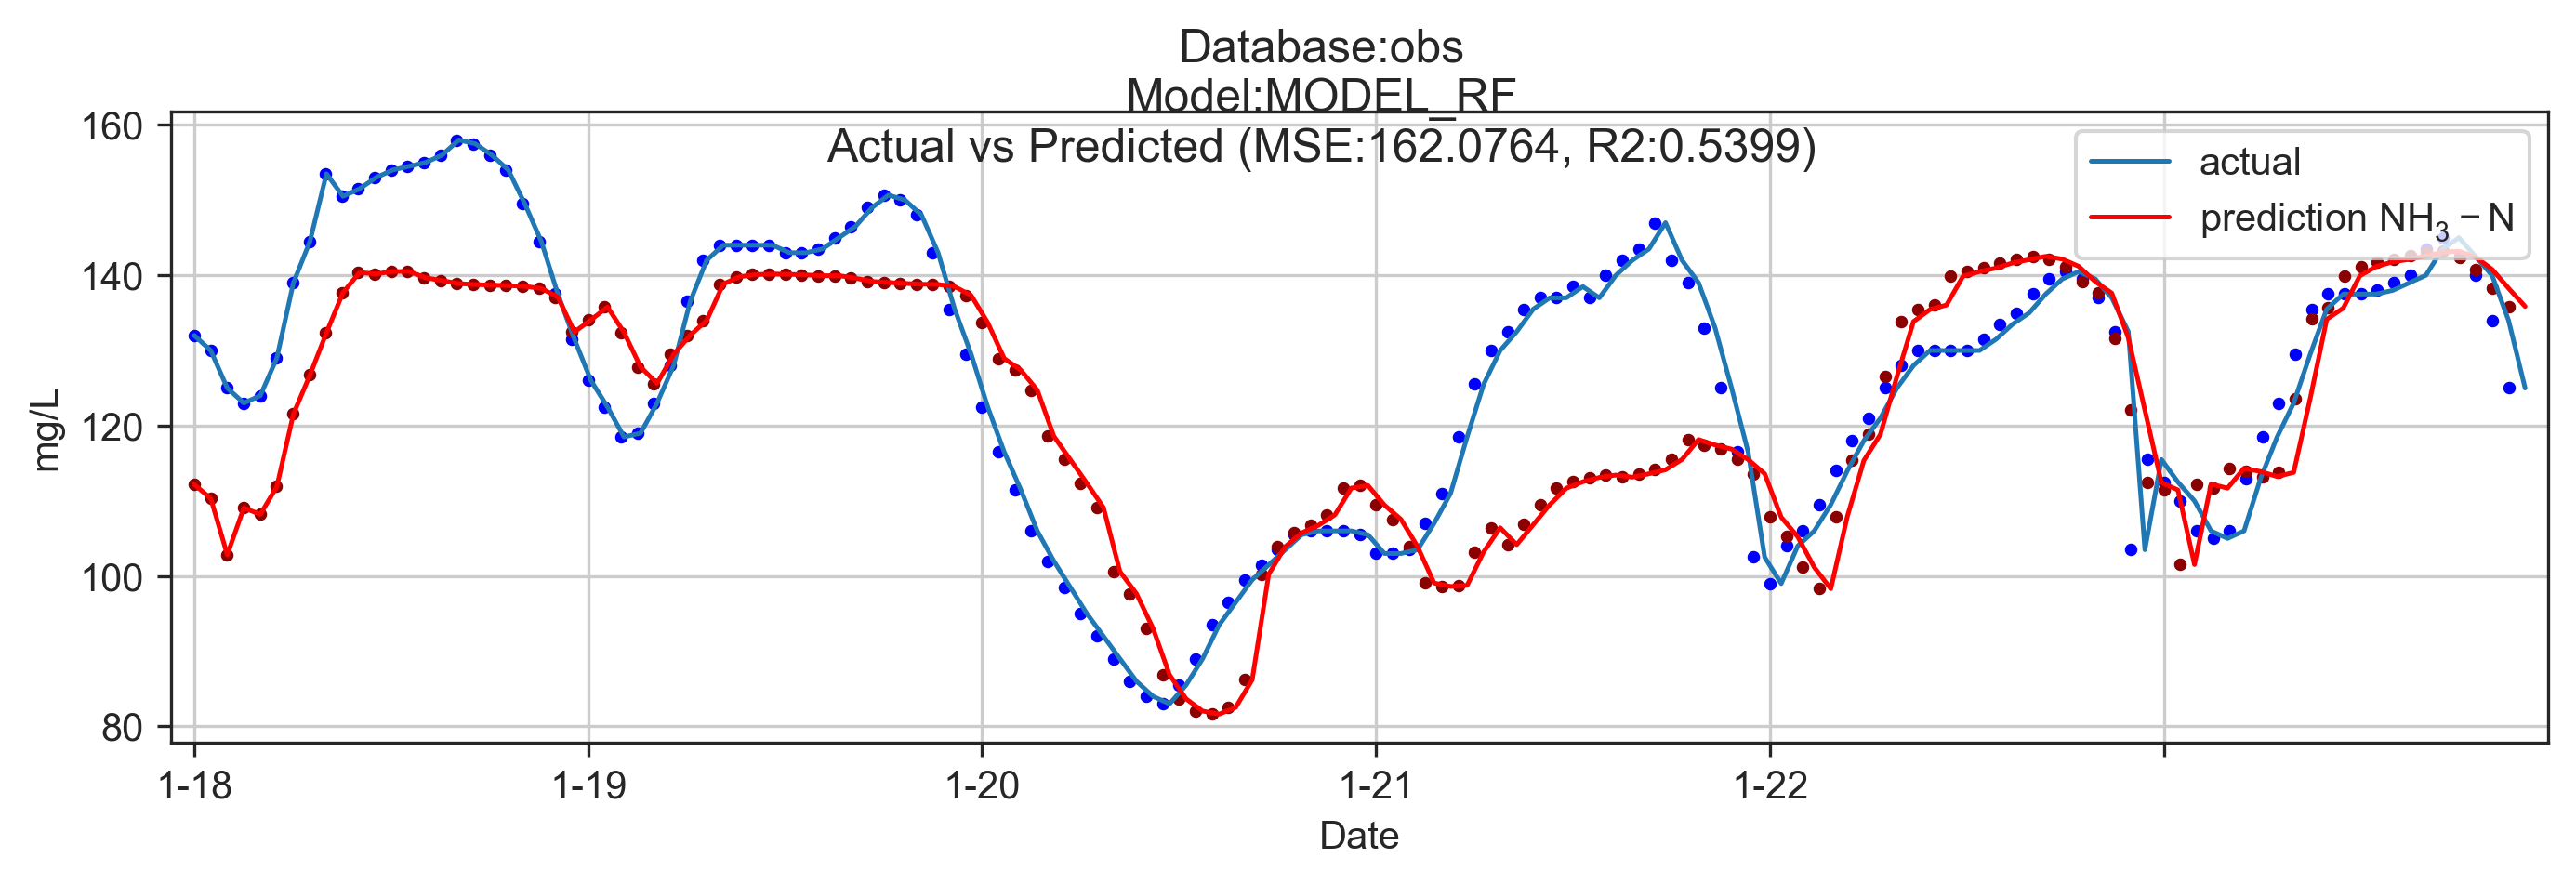 Database:obs
Model:MODEL_RF
Actual vs Predicted (MSE:162.0764, R2:0.5399)
160
140
120
100
80
mg/L
actual
prediction NH₃ − N
1-18
1-19
1-20
1-21
1-22
Date